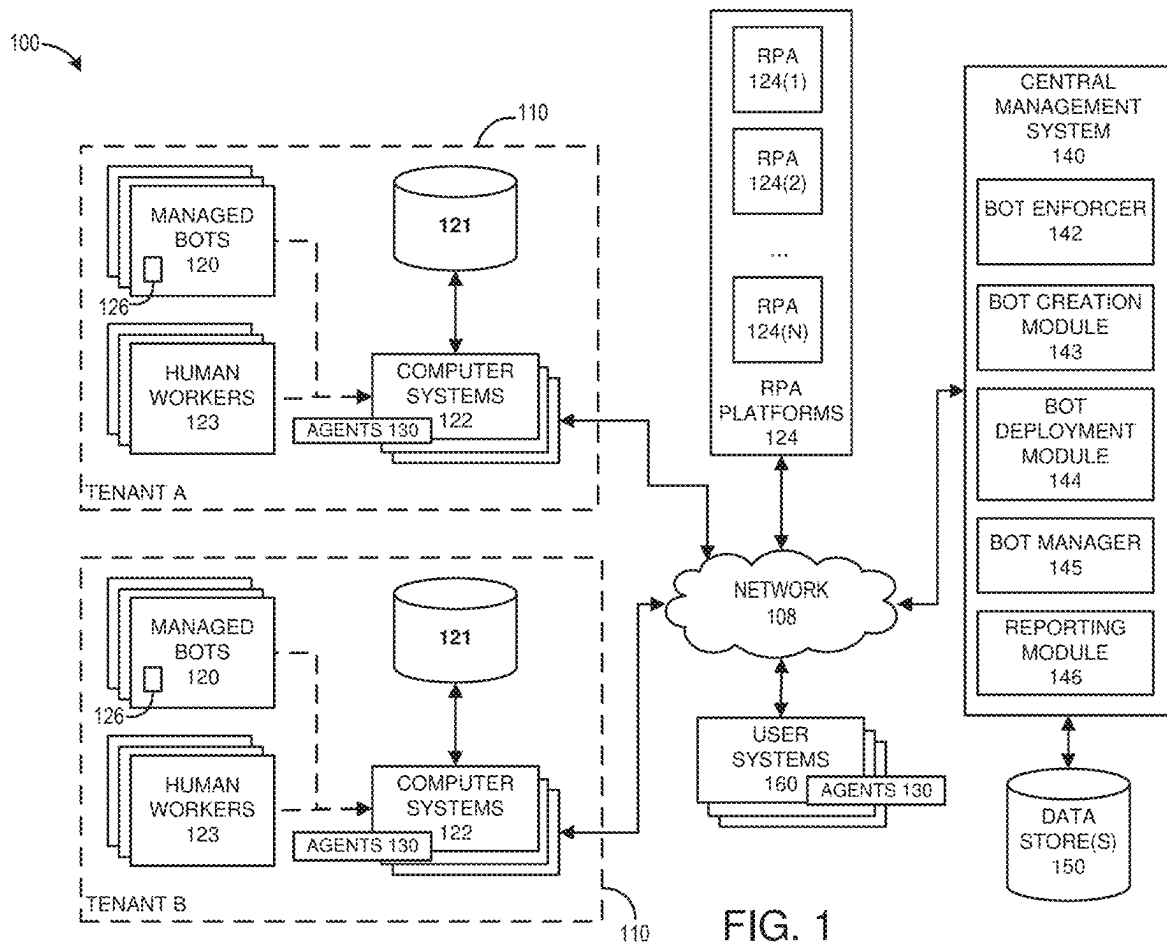 100
110
MANAGED
BOTS
120
126
121
HUMAN
WORKERS
123
COMPUTER
SYSTEMS
122
AGENTS 130
TENANT A
MANAGED
BOTS
120
126
121
HUMAN
WORKERS
123
COMPUTER
SYSTEMS
122
AGENTS 130
TENANT B
110
RPA
124(1)
RPA
124(2)
...
RPA
124(N)
RPA
PLATFORMS
124
NETWORK
108
USER
SYSTEMS
160
AGENTS 130
CENTRAL
MANAGEMENT
SYSTEM
140
BOT ENFORCER
142
BOT CREATION
MODULE
143
BOT
DEPLOYMENT
MODULE
144
BOT MANAGER
145
REPORTING
MODULE
146
DATA
STORE(S)
150
FIG. 1